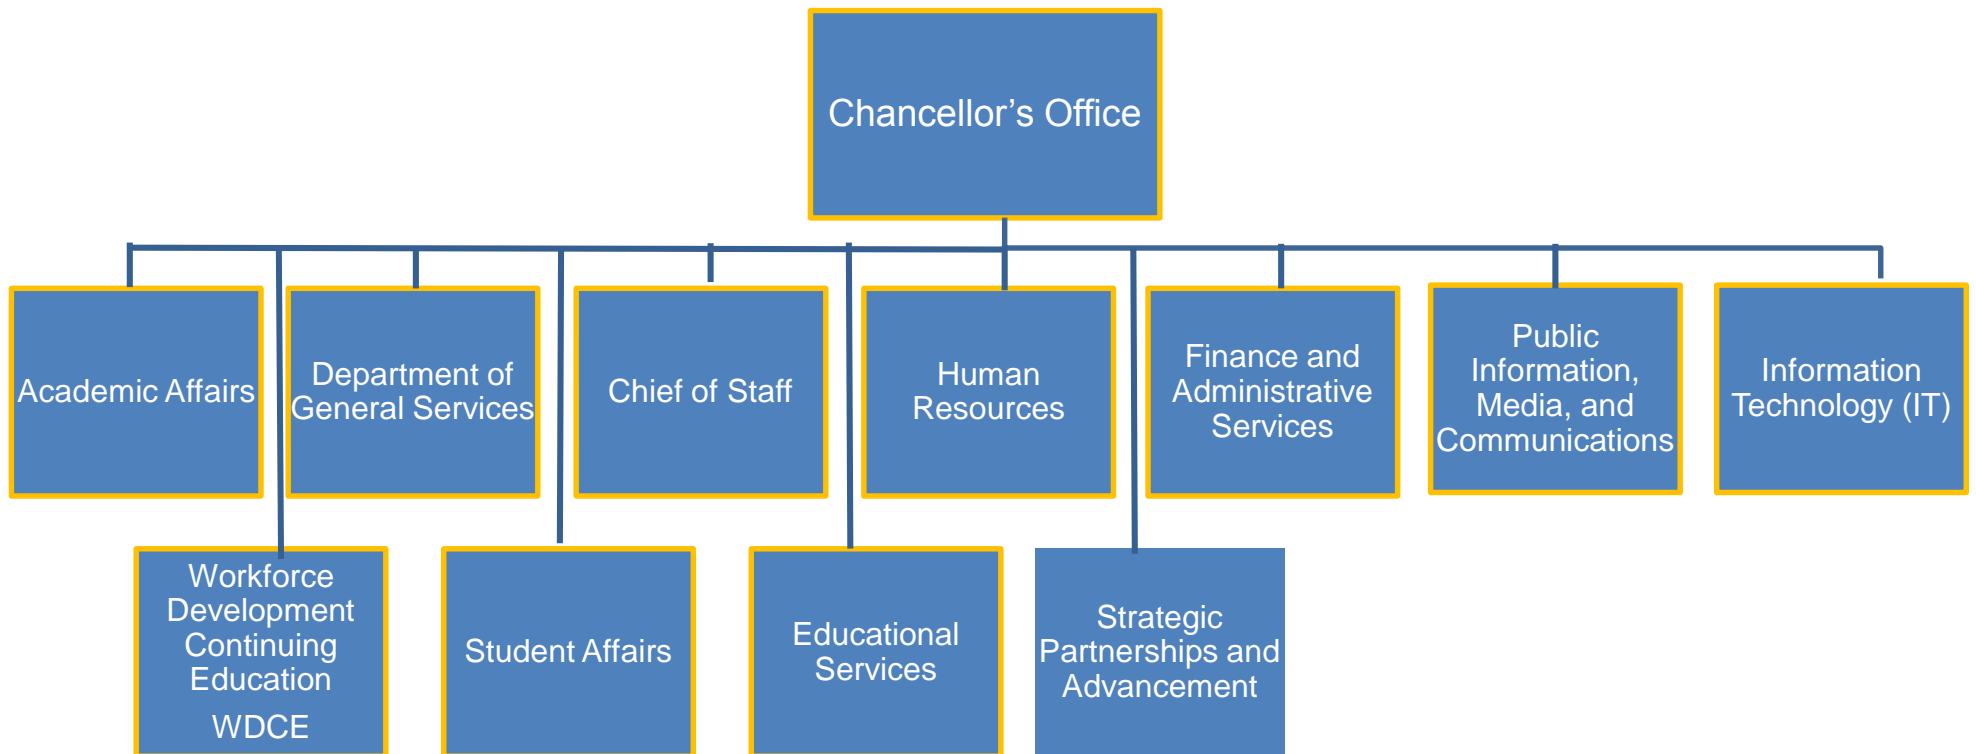 Chancellor’s Office
Academic Affairs
Department of
General Services
Chief of Staff
Human
Resources
Finance and
Administrative
Services
Public
Information,
Media, and
Communications
Information
Technology (IT)
Workforce
Development
Continuing
Education
WDCE
Student Affairs
Educational
Services
Strategic
Partnerships and
Advancement